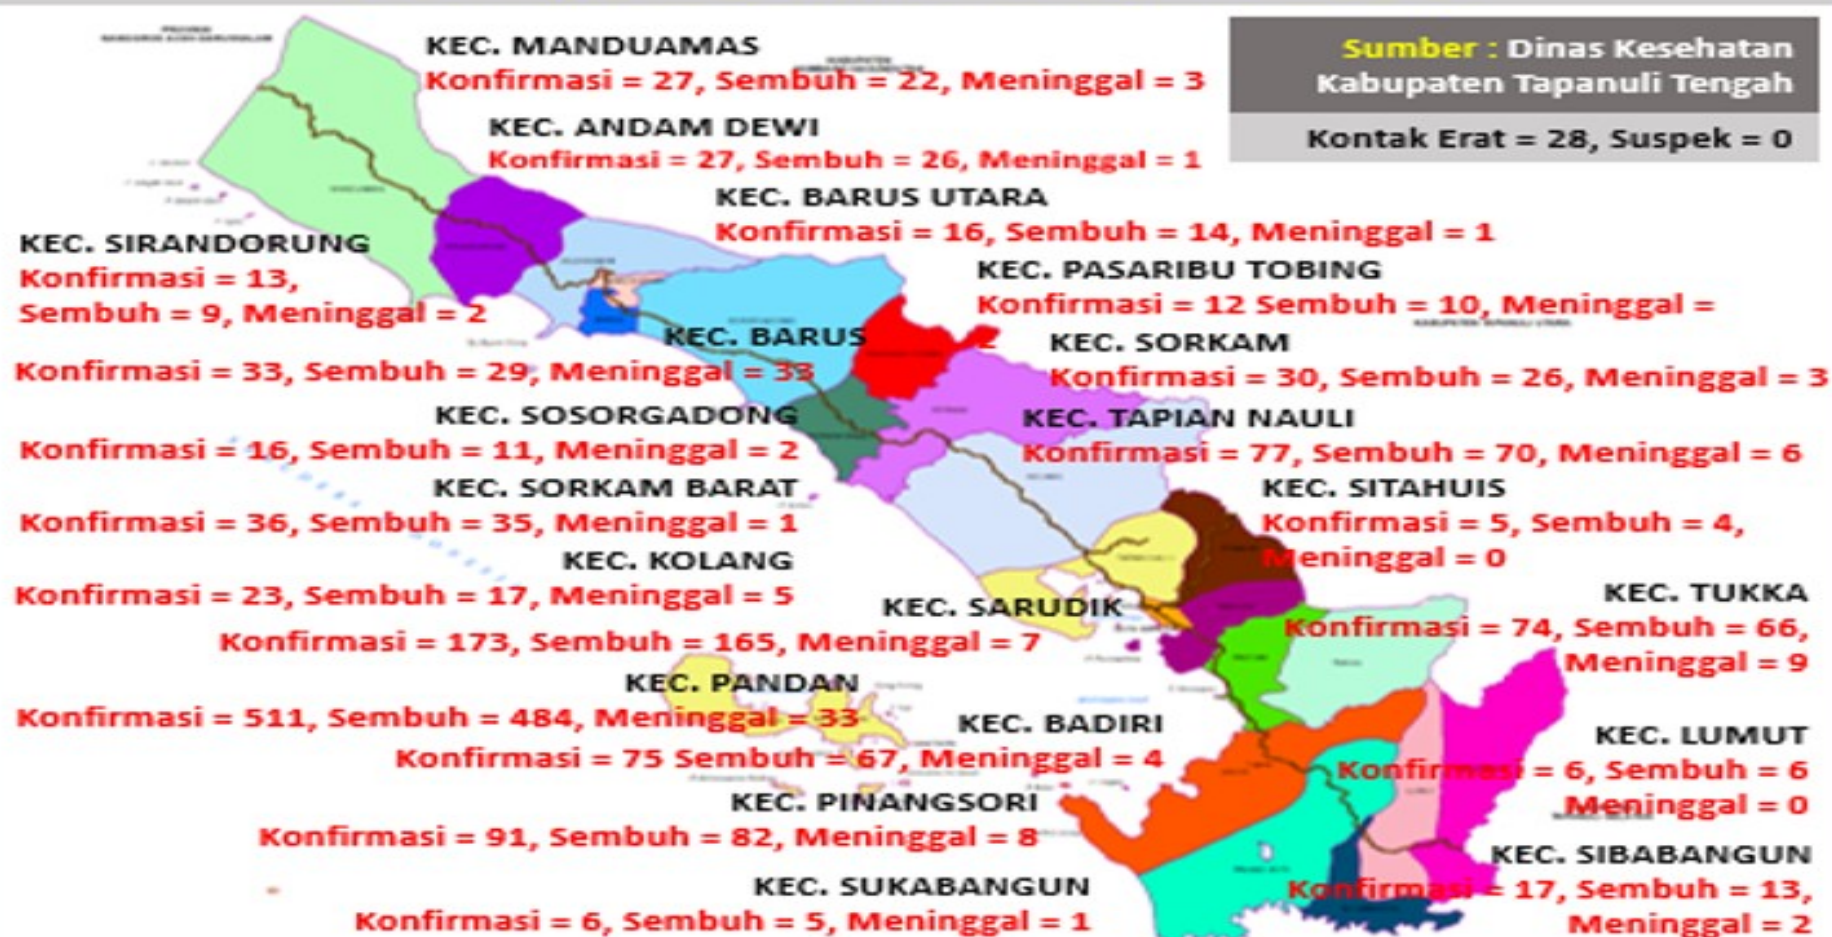 KEC. MANDUAMAS
Konfirmasi = 27, Sembuh = 22, Meninggal = 3
Sumber : Dinas Kesehatan
Kabupaten Tapanuli Tengah
Kontak Erat = 28, Suspek = 0
KEC. ANDAM DEWI
Konfirmasi = 27, Sembuh = 26, Meninggal = 1
KEC. BARUS UTARA
Konfirmasi = 16, Sembuh = 14, Meninggal = 1
KEC. SIRANDORUNG
Konfirmasi = 13,
Sembuh = 9, Meninggal = 2
KEC. PASARIBU TOBING
Konfirmasi = 12 Sembuh = 10, Meninggal =
2
KEC. BARUS
Konfirmasi = 33, Sembuh = 29, Meninggal = 33
KEC. SORKAM
Konfirmasi = 30, Sembuh = 26, Meninggal = 3
KEC. SOSORGADONG
Konfirmasi = 16, Sembuh = 11, Meninggal = 2
KEC. TAPIAN NAULI
Konfirmasi = 77, Sembuh = 70, Meninggal = 6
KEC. SORKAM BARAT
Konfirmasi = 36, Sembuh = 35, Meninggal = 1
KEC. SITAHUIS
Konfirmasi = 5, Sembuh = 4,
Meninggal = 0
KEC. KOLANG
Konfirmasi = 23, Sembuh = 17, Meninggal = 5
KEC. SARUDIK
Konfirmasi = 173, Sembuh = 165, Meninggal = 7
KEC. TUKKA
Konfirmasi = 74, Sembuh = 66,
Meninggal = 9
KEC. PANDAN
Konfirmasi = 511, Sembuh = 484, Meninggal = 33
KEC. BADIRI
Konfirmasi = 75 Sembuh = 67, Meninggal = 4
KEC. LUMUT
Konfirmasi = 6, Sembuh = 6
Meninggal = 0
KEC. PINANGSORI
Konfirmasi = 91, Sembuh = 82, Meninggal = 8
KEC. SIBABANGUN
Konfirmasi = 17, Sembuh = 13,
Meninggal = 2
KEC. SUKABANGUN
Konfirmasi = 6, Sembuh = 5, Meninggal = 1